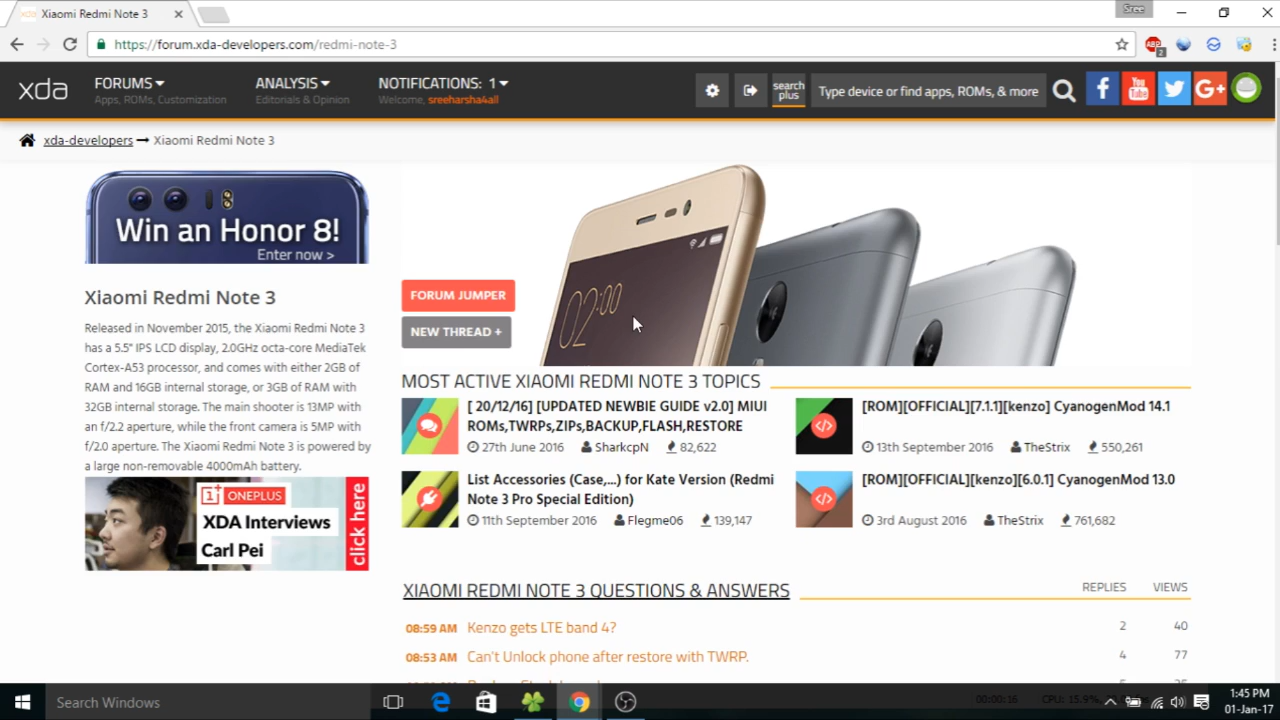 Xiaomi Redmi Note 3
Sree
https://forum.xda-developers.com/redmi-note-3
ABP
2
xda
FORUMS
Apps, ROMs, Customization
ANALYSIS
Editorials & Opinion
NOTIFICATIONS: 1
Welcome, sreeharsha4all
search
plus
Type device or find apps, ROMs, & more
f
You
Tube
G+
xda-developers → Xiaomi Redmi Note 3
Win an Honor 8!
Enter now >
Xiaomi Redmi Note 3
Released in November 2015, the Xiaomi Redmi Note 3
has a 5.5" IPS LCD display, 2.0GHz octa-core MediaTek
Cortex-A53 processor, and comes with either 2GB of
RAM and 16GB internal storage, or 3GB of RAM with
32GB internal storage. The main shooter is 13MP with
an f/2.2 aperture, while the front camera is 5MP with
f/2.0 aperture. The Xiaomi Redmi Note 3 is powered by
a large non-removable 4000mAh battery.
1+ ONEPLUS
XDA Interviews
Carl Pei
click here
02:00
FORUM JUMPER
NEW THREAD +
MOST ACTIVE XIAOMI REDMI NOTE 3 TOPICS
[ 20/12/16] [UPDATED NEWBIE GUIDE v2.0] MIUI
ROMs,TWRPs,ZIPs,BACKUP,FLASH,RESTORE
27th June 2016 SharkcpN 82,622
[ROM][OFFICIAL][7.1.1][kenzo] CyanogenMod 14.1
13th September 2016 TheStrix 550,261
List Accessories (Case,...) for Kate Version (Redmi
Note 3 Pro Special Edition)
11th September 2016 Flegme06 139,147
[ROM][OFFICIAL][kenzo][6.0.1] CyanogenMod 13.0
3rd August 2016 TheStrix 761,682
XIAOMI REDMI NOTE 3 QUESTIONS & ANSWERS REPLIES VIEWS
08:59 AM Kenzo gets LTE band 4? 2 40
08:53 AM Can't Unlock phone after restore with TWRP. 4 77
Search Windows
00:00:16
CPU: 15.9%
1:45 PM
01-Jan-17